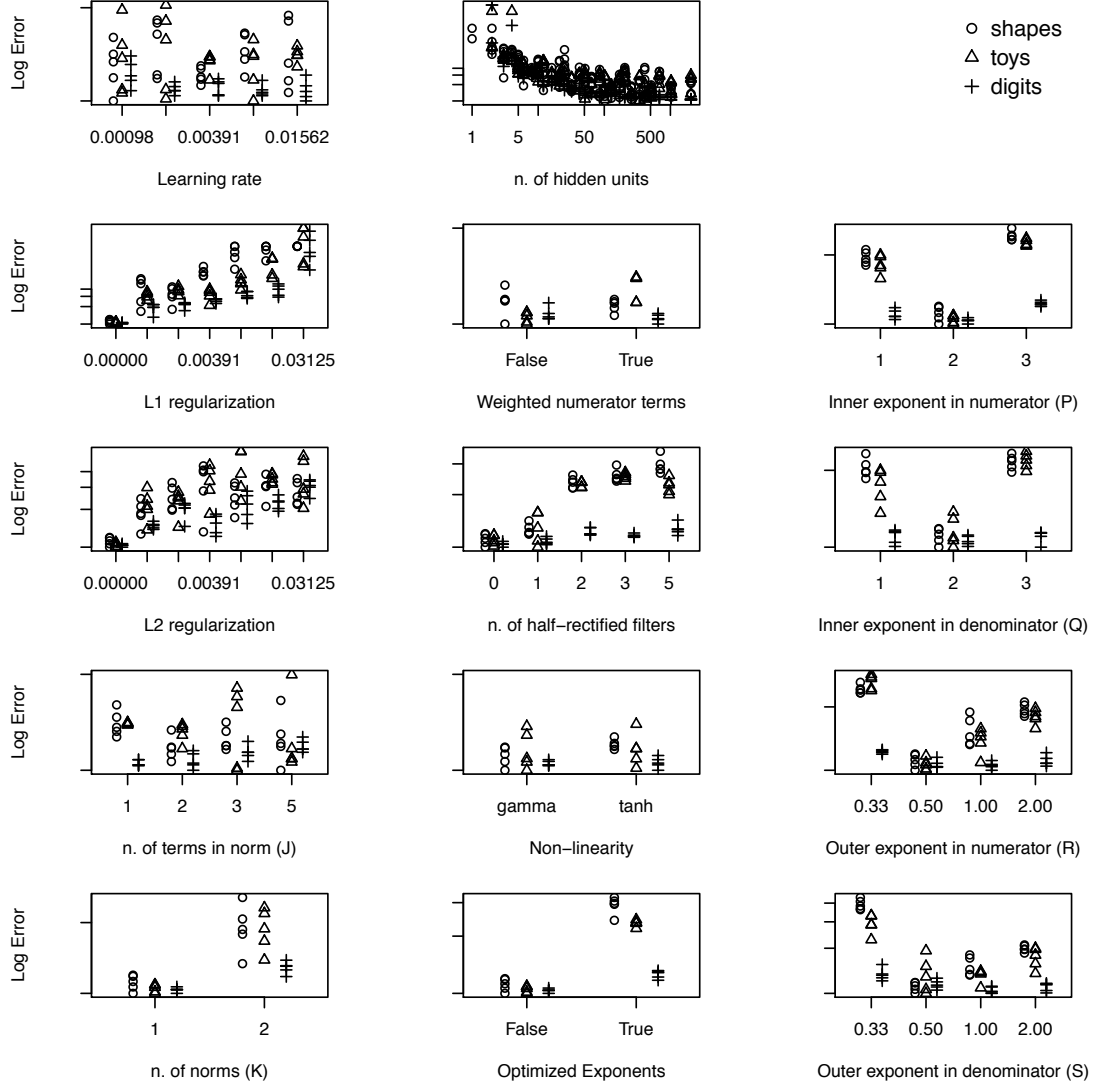 Log Error
0.00098 0.00391 0.01562
Learning rate
1 5 50 500
n. of hidden units
shapes
toys
digits
Log Error
0.00000 0.00391 0.03125
L1 regularization
False True
Weighted numerator terms
1 2 3
Inner exponent in numerator (P)
Log Error
0.00000 0.00391 0.03125
L2 regularization
0 1 2 3 5
n. of half−rectified filters
1 2 3
Inner exponent in denominator (Q)
Log Error
1 2 3 5
n. of terms in norm (J)
gamma tanh
Non−linearity
0.33 0.50 1.00 2.00
Outer exponent in numerator (R)
Log Error
1 2
n. of norms (K)
False True
Optimized Exponents
0.33 0.50 1.00 2.00
Outer exponent in denominator (S)